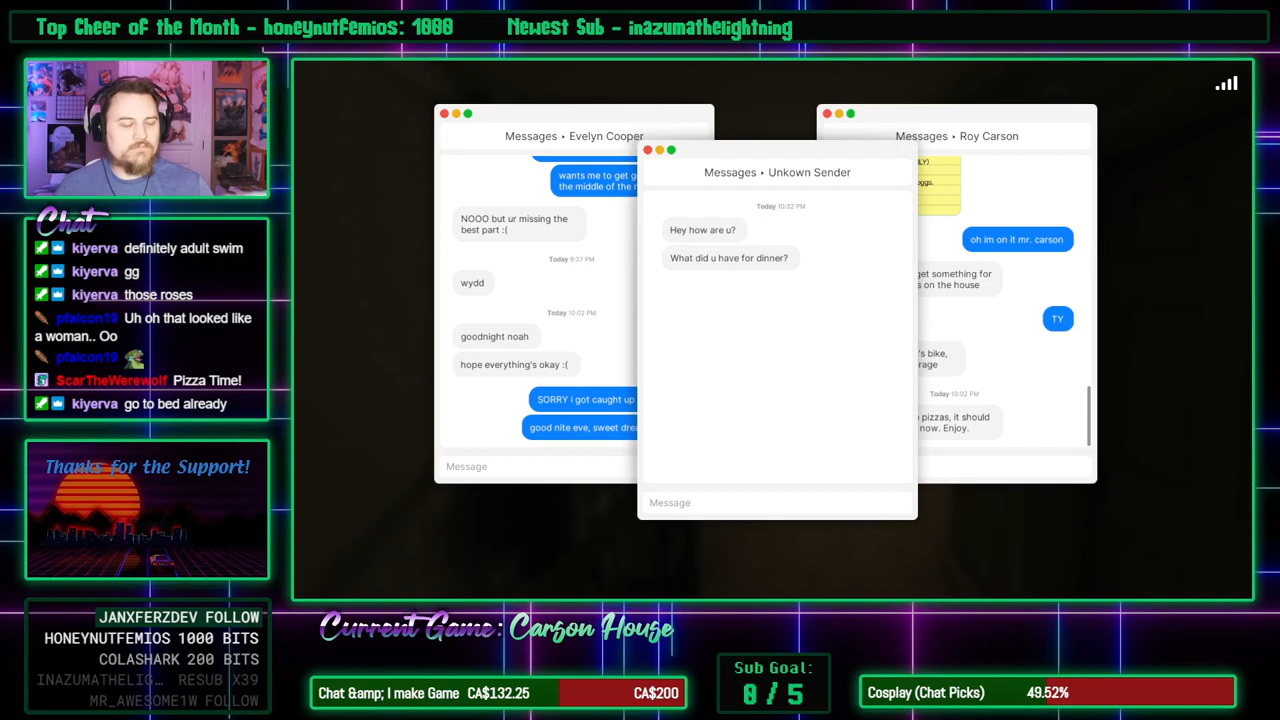 Top Cheer of the Month - honeynutfemios: 1000
Newest Sub - inazumathelightning
Chat
kiyerva definitely adult swim
kiyerva gg
kiyerva those roses
pfalcon19 Uh oh that looked like
a woman.. Oo
pfalcon19
ScarTheWerewolf Pizza Time!
kiyerva go to bed already
Thanks for the Support!
JANXFERZDEV FOLLOW
HONEYNUTFEMIOS 1000 BITS
COLASHARK 200 BITS
INAZUMATHELIG... RESUB X39
MR_AWESOME1W FOLLOW
Messages ‣ Evelyn Cooper
wants me to get g
the middle of the
NOOO but ur missing the
best part :(
Today 9:27 PM
wydd
Today 10:02 PM
goodnight noah
hope everything's okay :(
SORRY i got caught up
good nite eve, sweet dre
Message
Messages ‣ Unkown Sender
Today 10:32 PM
Hey how are u?
What did u have for dinner?
Message
Messages ‣ Roy Carson
LY)
oggs.
oh im on it mr. carson
get something for
s on the house
TY
's bike,
rage
Today 10:02 PM
pizzas, it should
now. Enjoy.
Current Game: Carson House
Chat &amp; I make Game CA$132.25 CA$200
Sub Goal:
0 / 5
Cosplay (Chat Picks) 49.52%